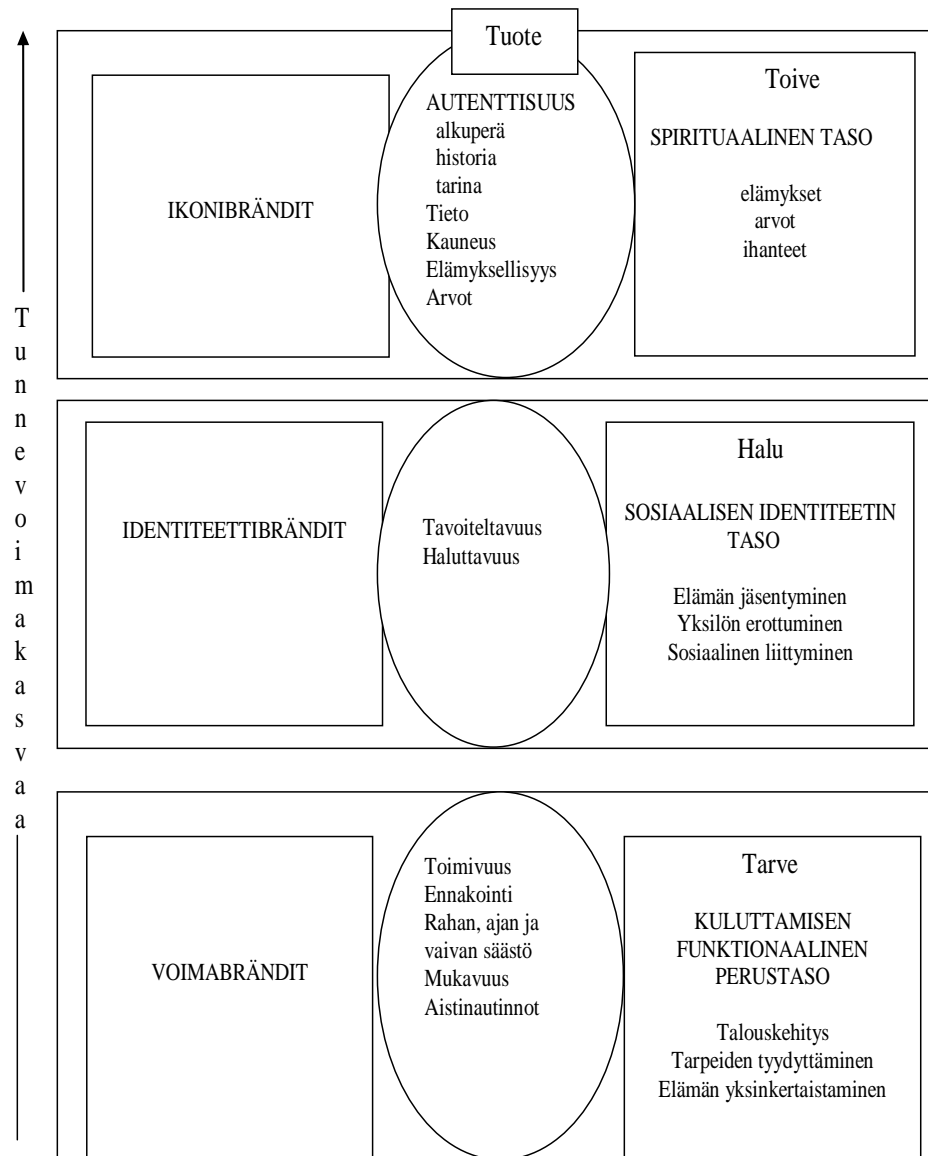 Tunnevoima kasvaa
Tuote
IKONIBRÄNDIT
AUTENTTISUUS
alkuperä
historia
tarina
Tieto
Kauneus
Elämyksellisyys
Arvot
Toive
SPIRITUAALINEN TASO
elämykset
arvot
ihanteet
IDENTITEETTIBRÄNDIT
Tavoiteltavuus
Haluttavuus
Halu
SOSIAALISEN IDENTITEETIN
TASO
Elämän jäsentyminen
Yksilön erottuminen
Sosiaalinen liittyminen
VOIMABRÄNDIT
Toimivuus
Ennakointi
Rahan, ajan ja
vaivan säästö
Mukavuus
Aistinautinnot
Tarve
KULUTTAMISEN
FUNKTIONAALINEN
PERUSTASO
Talouskehitys
Tarpeiden tyydyttäminen
Elämän yksinkertaistaminen